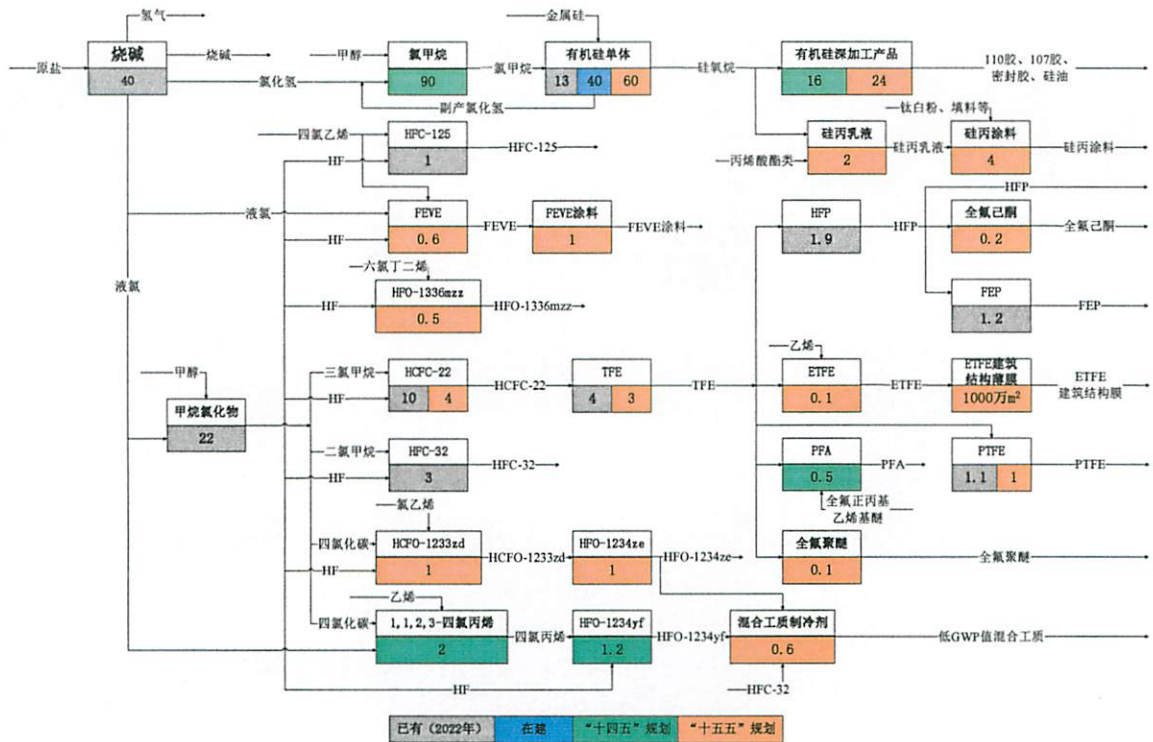 氢气
金属硅
烧碱
40
原盐
烧碱
氯化氢
甲醇
氯甲烷
90
氯甲烷
有机硅单体
13 40 60
副产氯化氢
硅氧烷
有机硅深加工产品
16 24
110胶、107胶、
密封胶、硅油
钛白粉、填料等
四氯乙烯
HFC-125
1
HFC-125
HF
丙烯酸酯类
硅丙乳液
2
硅丙乳液
硅丙涂料
4
硅丙涂料
液氯
HF
FEVE
0.6
FEVE
FEVE涂料
1
FEVE涂料
HFP
1.9
HFP
HFP
全氟己酮
0.2
全氟己酮
六氯丁二烯
HF
HFO-1336mzz
0.5
HFO-1336mzz
FEP
1.2
FEP
液氯
甲醇
甲烷氯化物
22
三氯甲烷
HF
HCFC-22
10 4
HCFC-22
TFE
4 3
TFE
乙烯
ETFE
0.1
ETFE
ETFE建筑
结构薄膜
1000万m²
ETFE
建筑结构膜
二氯甲烷
HF
HFC-32
3
HFC-32
PFA
0.5
PFA
全氟正丙基
乙烯基醚
PTFE
1.1 1
PTFE
氯乙烯
四氯化碳
HF
HCFO-1233zd
1
HCFO-1233zd
HFO-1234ze
1
HFO-1234ze
全氟聚醚
0.1
全氟聚醚
乙烯
四氯化碳
1,1,2,3-四氯丙烯
2
四氯丙烯
HFO-1234yf
1.2
HFO-1234yf
混合工质制冷剂
0.6
低GWP值混合工质
HF
HFC-32
已有（2022年） 在建 “十四五”规划 “十五五”规划